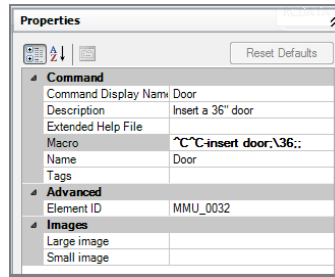 Properties
Reset Defaults
Command
Command Display Name Door
Description Insert a 36" door
Extended Help File
Macro ^C^C-insert door;\36;;
Name Door
Tags
Advanced
Element ID MMU_0032
Images
Large image
Small image